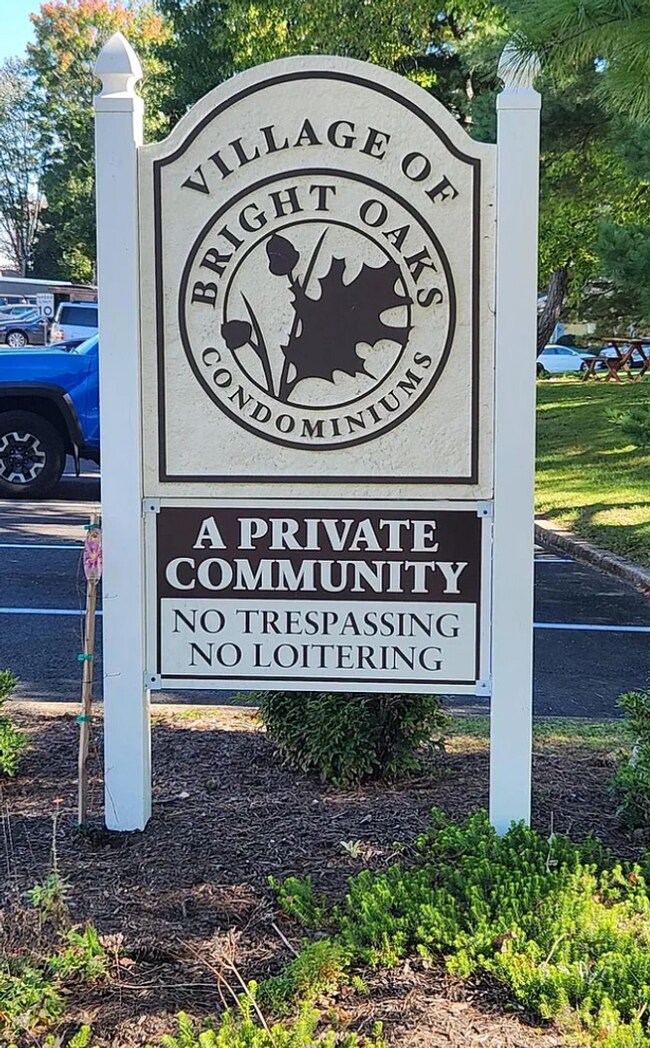 VILLAGE OF
BRIGHT OAKS
CONDOMINIUMS
A PRIVATE
COMMUNITY
NO TRESPASSING
NO LOITERING